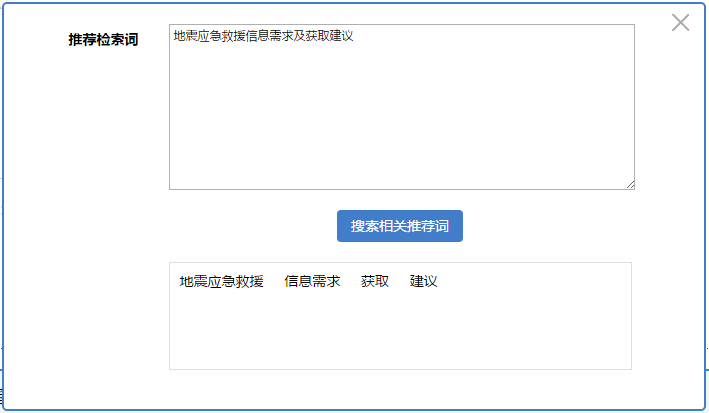 推荐检索词
地震应急救援信息需求及获取建议
搜索相关推荐词
地震应急救援 信息需求 获取 建议